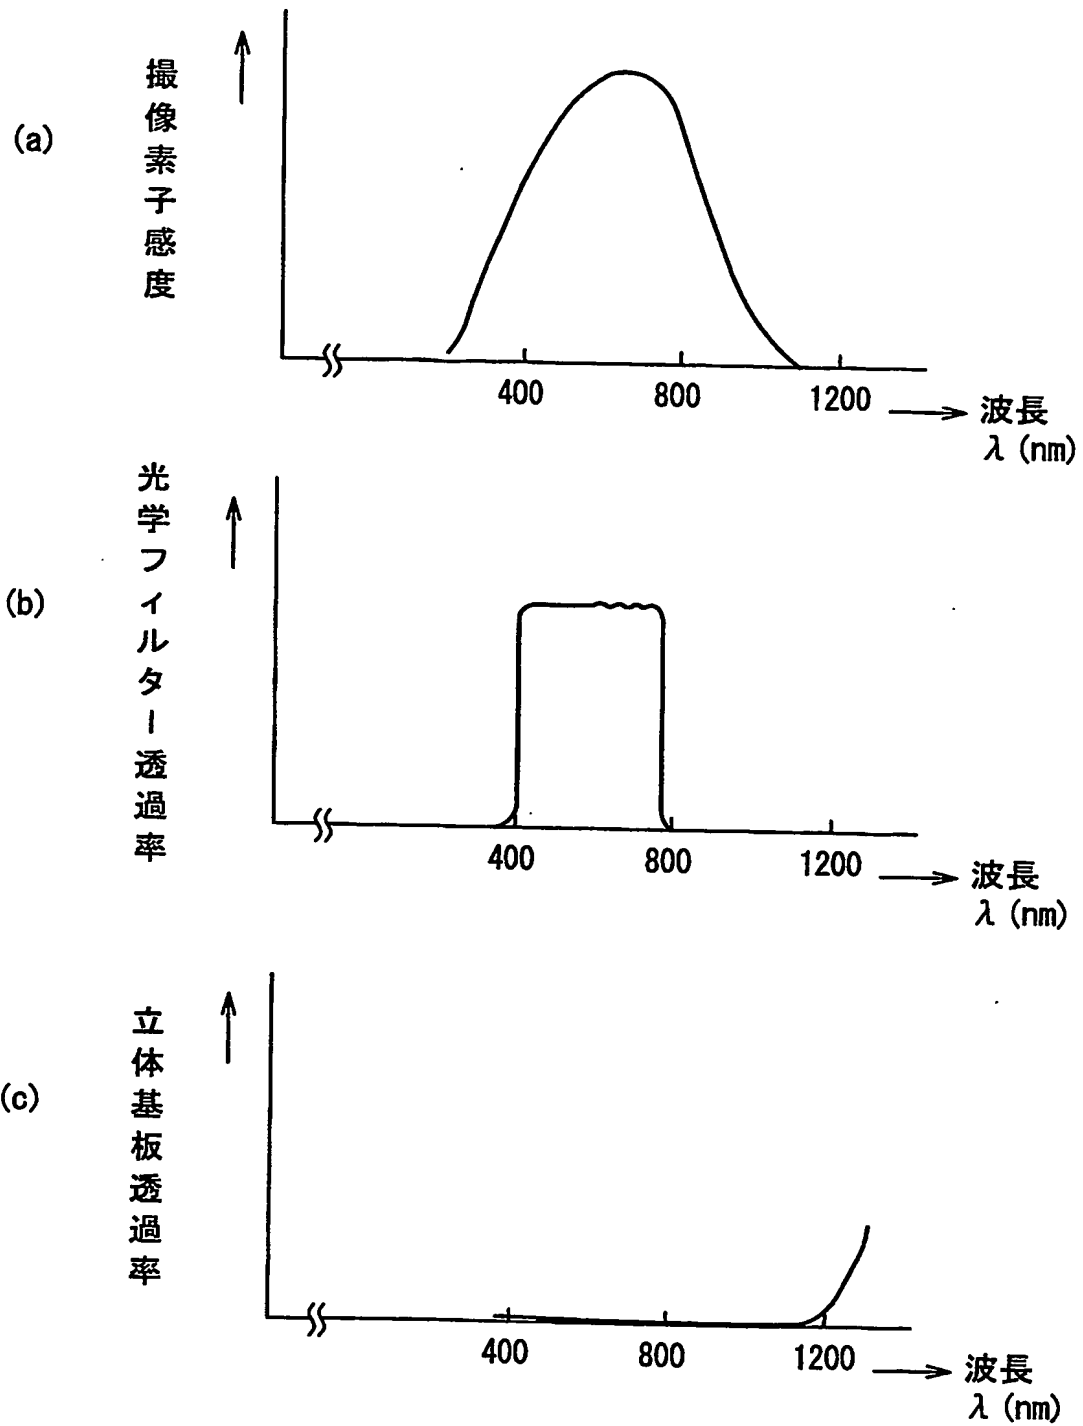 (a)
撮像素子感度
400
800
1200
波長
λ (nm)
(b)
光学フィルター透過率
400
800
1200
波長
λ (nm)
(c)
立体基板透過率
400
800
1200
波長
λ (nm)